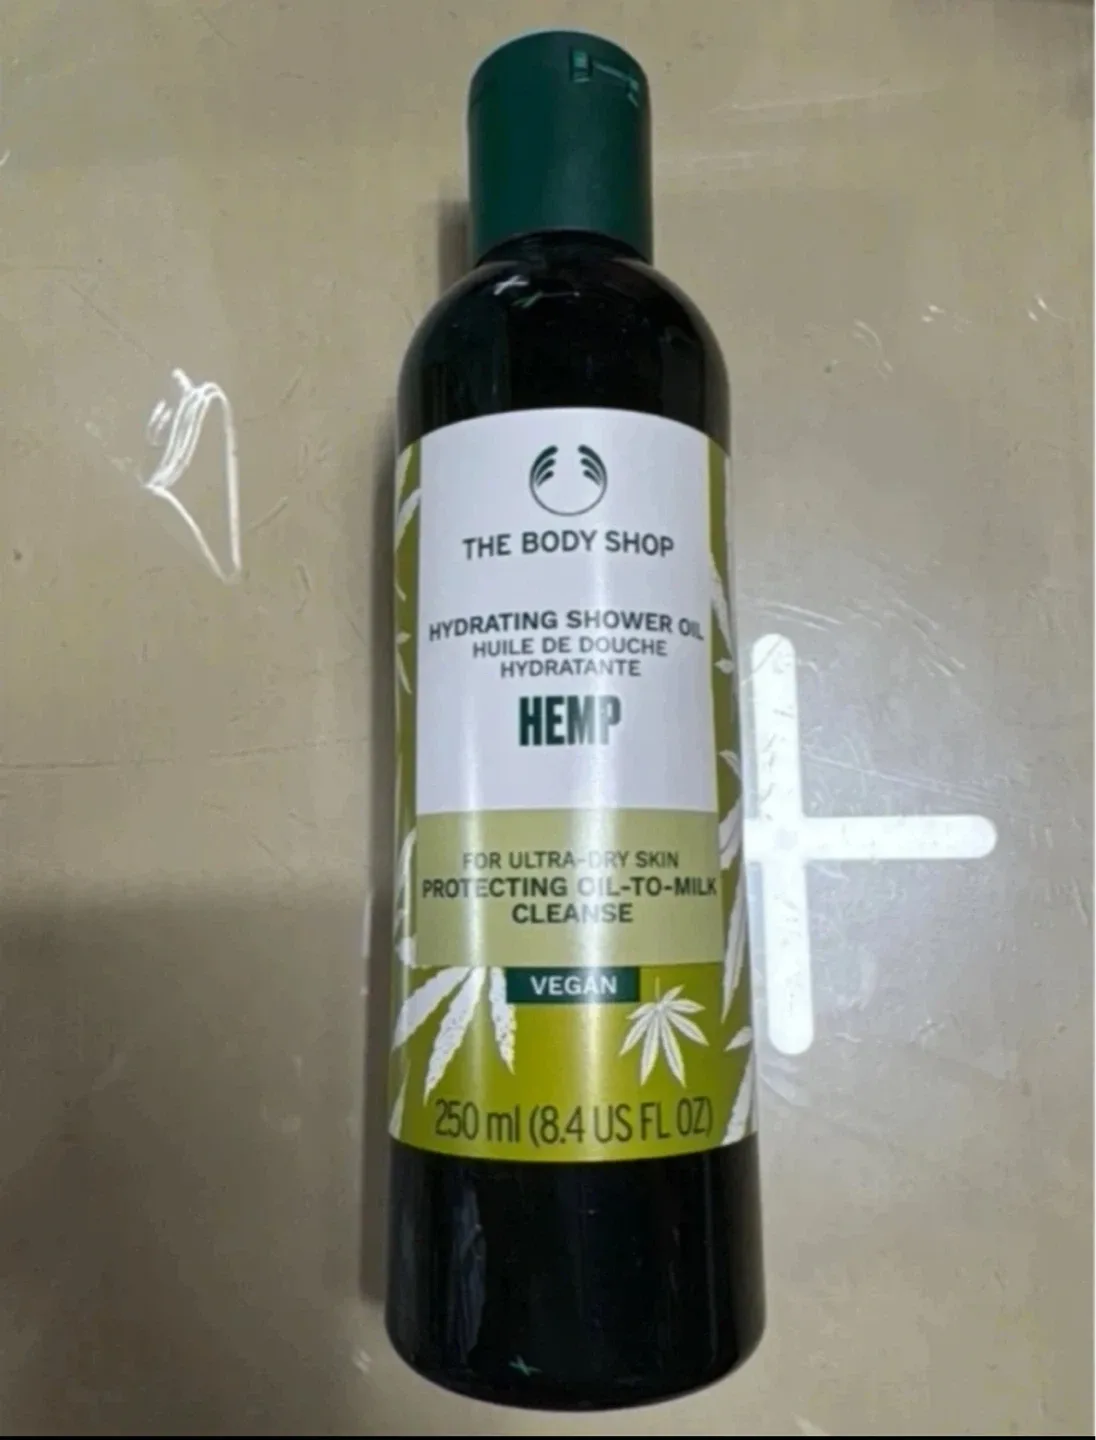 THE BODY SHOP
HYDRATING SHOWER OIL
HUILE DE DOUCHE
HYDRATANTE
HEMP
FOR ULTRA-DRY SKIN
PROTECTING OIL-TO-MILK
CLEANSE
VEGAN
250 ml (8.4 US FL OZ)